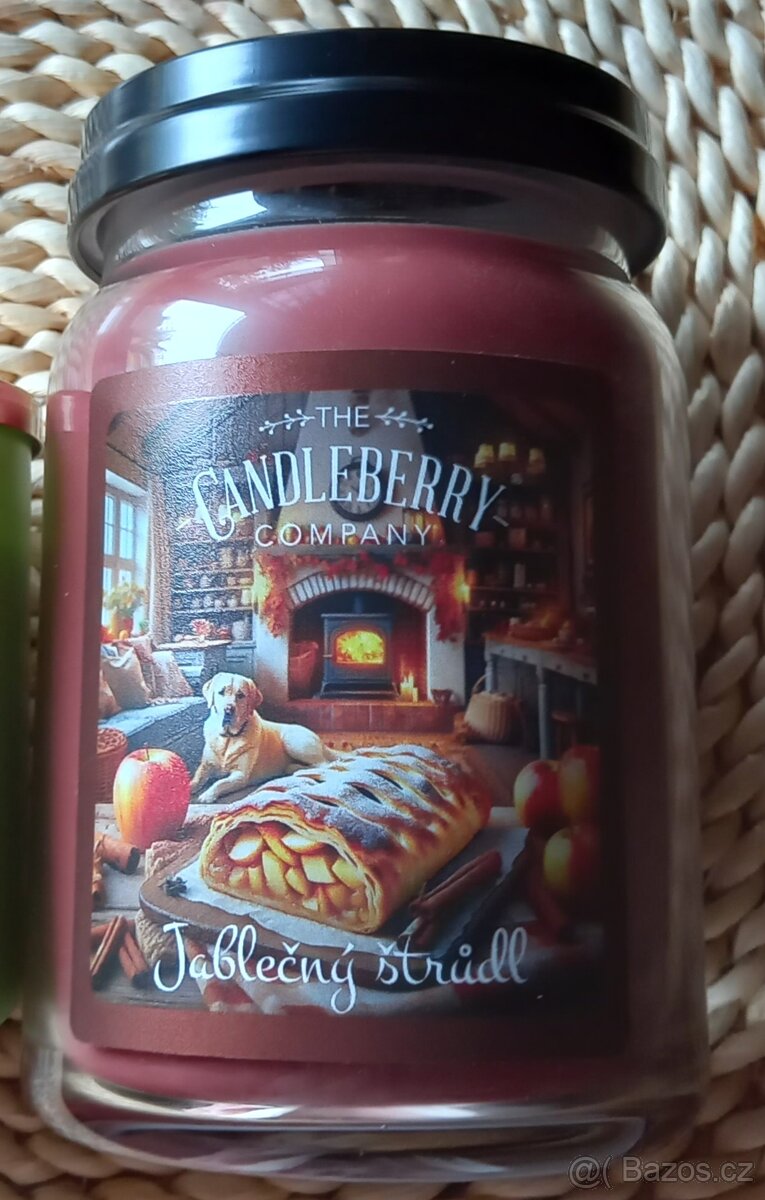 THE
CANDLEBERRY
COMPANY
Jablečný štrůdl
@( Bazos.cz